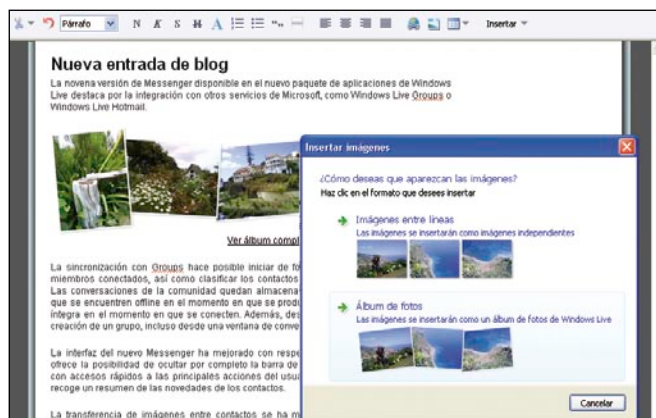 Párrafo N K S H A Insertar
Nueva entrada de blog
La novena versión de Messenger disponible en el nuevo paquete de aplicaciones de Windows
Live destaca por la integración con otros servicios de Microsoft, como Windows Live Groups o
Windows Live Hotmail.
Ver álbum compl
La sincronización con Groups hace posible iniciar de fo
miembros conectados, así como clasificar los contactos
Las conversaciones de la comunidad quedan almacena
que se encuentren offline en el momento en que se produ
íntegra en el momento en que se conecten. Además, des
creación de un grupo, incluso desde una ventana de conve
La interfaz del nuevo Messenger ha mejorado con respe
ofrece la posibilidad de ocultar por completo la barra de
con accesos rápidos a las principales acciones del usua
recoge un resumen de las novedades de los contactos.
La transferencia de imágenes entre contactos se ha m
Insertar imágenes
¿Cómo deseas que aparezcan las imágenes?
Haz clic en el formato que desees insertar
Imágenes entre líneas
Las imágenes se insertarán como imágenes independientes
Álbum de fotos
Las imágenes se insertarán como un álbum de fotos de Windows Live
Cancelar